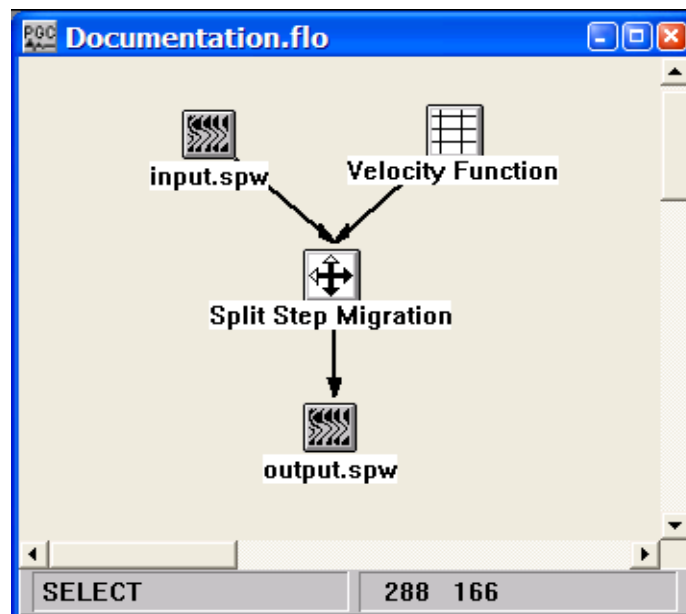 Documentation.flo
input.spw
Velocity Function
Split Step Migration
output.spw
SELECT
288 166